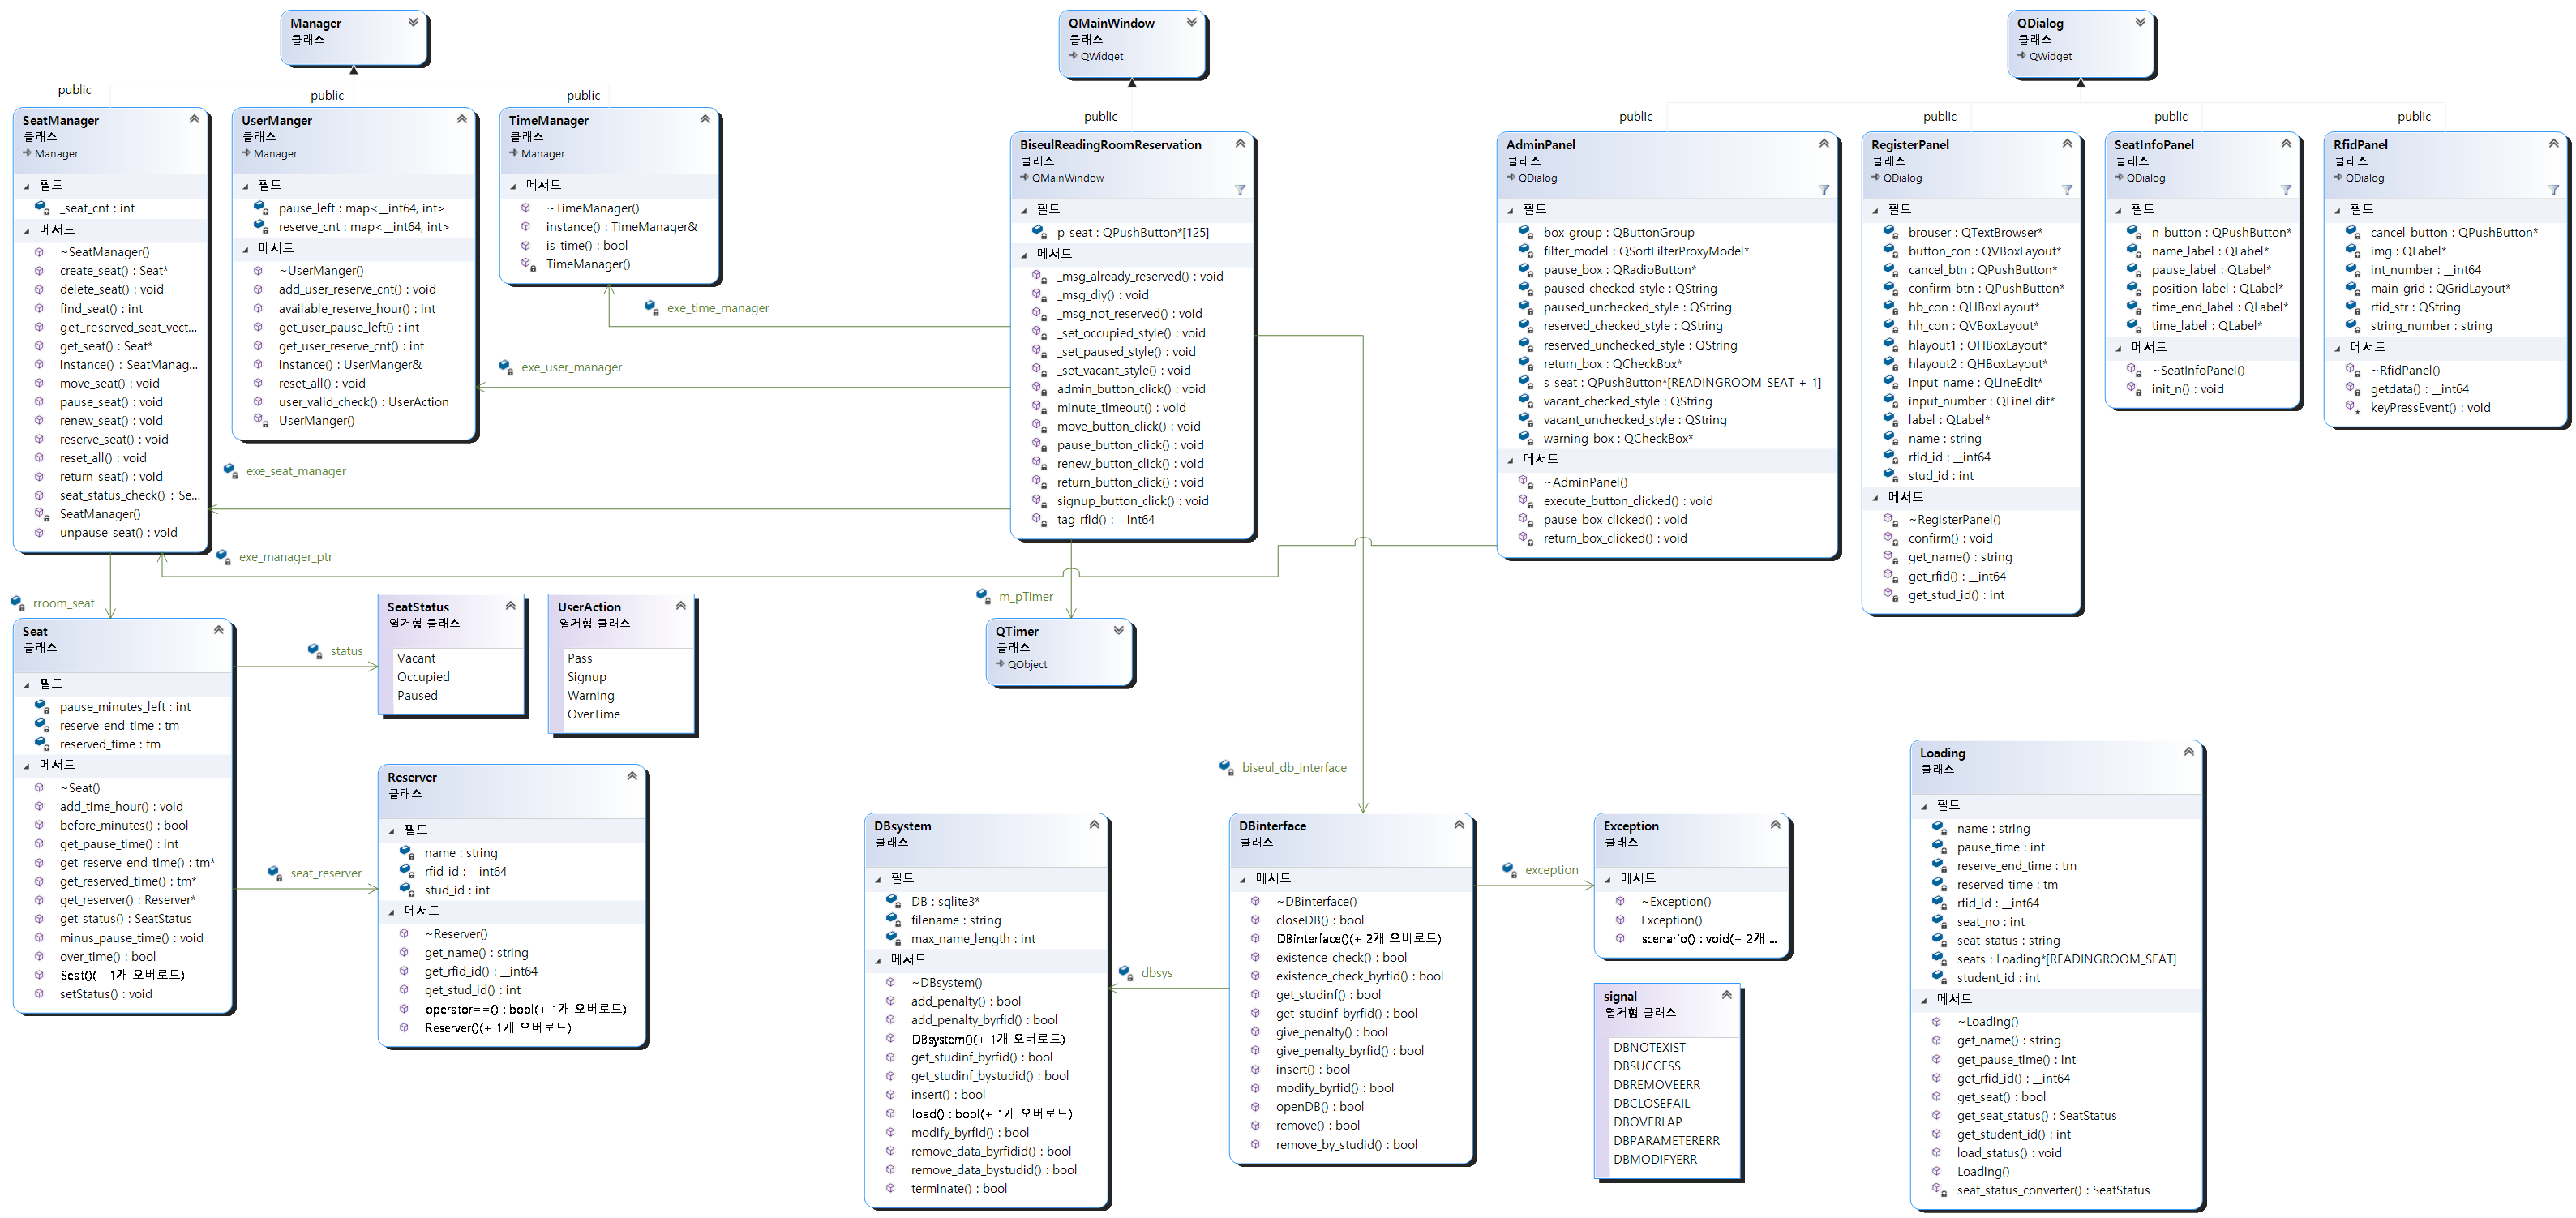 Manager
클래스
QMainWindow
클래스
QWidget
QDialog
클래스
QWidget
public
public
public
public
public
public
public
public
SeatManager
클래스
Manager
필드
_seat_cnt : int
메서드
~SeatManager()
create_seat() : Seat*
delete_seat() : void
find_seat() : int
get_reserved_seat_vect...
get_seat() : Seat*
instance() : SeatManag...
move_seat() : void
pause_seat() : void
renew_seat() : void
reserve_seat() : void
reset_all() : void
return_seat() : void
seat_status_check() : Se...
SeatManager()
unpause_seat() : void
UserManger
클래스
Manager
필드
pause_left : map<__int64, int>
reserve_cnt : map<__int64, int>
메서드
~UserManger()
add_user_reserve_cnt() : void
available_reserve_hour() : int
get_user_pause_left() : int
get_user_reserve_cnt() : int
instance() : UserManger&
reset_all() : void
user_valid_check() : UserAction
UserManger()
TimeManager
클래스
Manager
메서드
~TimeManager()
instance() : TimeManager&
is_time() : bool
TimeManager()
exe_time_manager
exe_user_manager
exe_seat_manager
exe_manager_ptr
BiseulReadingRoomReservation
클래스
QMainWindow
필드
p_seat : QPushButton*[125]
메서드
_msg_already_reserved() : void
_msg_diy() : void
_msg_not_reserved() : void
_set_occupied_style() : void
_set_paused_style() : void
_set_vacant_style() : void
admin_button_click() : void
minute_timeout() : void
move_button_click() : void
pause_button_click() : void
renew_button_click() : void
return_button_click() : void
signup_button_click() : void
tag_rfid() : __int64
AdminPanel
클래스
QDialog
필드
box_group : QButtonGroup
filter_model : QSortFilterProxyModel*
pause_box : QRadioButton*
paused_checked_style : QString
paused_unchecked_style : QString
reserved_checked_style : QString
reserved_unchecked_style : QString
return_box : QCheckBox*
s_seat : QPushButton*[READINGROOM_SEAT + 1]
vacant_checked_style : QString
vacant_unchecked_style : QString
warning_box : QCheckBox*
메서드
~AdminPanel()
execute_button_clicked() : void
pause_box_clicked() : void
return_box_clicked() : void
RegisterPanel
클래스
QDialog
필드
brouser : QTextBrowser*
button_con : QVBoxLayout*
cancel_btn : QPushButton*
confirm_btn : QPushButton*
hb_con : QHBoxLayout*
hh_con : QVBoxLayout*
hlayout1 : QHBoxLayout*
hlayout2 : QHBoxLayout*
input_name : QLineEdit*
input_number : QLineEdit*
label : QLabel*
name : string
rfid_id : __int64
stud_id : int
메서드
~RegisterPanel()
confirm() : void
get_name() : string
get_rfid() : __int64
get_stud_id() : int
SeatInfoPanel
클래스
QDialog
필드
n_button : QPushButton*
name_label : QLabel*
pause_label : QLabel*
position_label : QLabel*
time_end_label : QLabel*
time_label : QLabel*
메서드
~SeatInfoPanel()
init_n() : void
RfidPanel
클래스
QDialog
필드
cancel_button : QPushButton*
img : QLabel*
int_number : __int64
main_grid : QGridLayout*
rfid_str : QString
string_number : string
메서드
~RfidPanel()
getdata() : __int64
keyPressEvent() : void
rroom_seat
m_pTimer
QTimer
클래스
QObject
Seat
클래스
필드
pause_minutes_left : int
reserve_end_time : tm
reserved_time : tm
메서드
~Seat()
add_time_hour() : void
before_minutes() : bool
get_pause_time() : int
get_reserve_end_time() : tm*
get_reserved_time() : tm*
get_reserver() : Reserver*
get_status() : SeatStatus
minus_pause_time() : void
over_time() : bool
Seat()(+ 1개 오버로드)
setStatus() : void
status
seat_reserver
SeatStatus
열거형 클래스
Vacant
Occupied
Paused
UserAction
열거형 클래스
Pass
Signup
Warning
OverTime
Reserver
클래스
필드
name : string
rfid_id : __int64
stud_id : int
메서드
~Reserver()
get_name() : string
get_rfid_id() : __int64
get_stud_id() : int
operator==() : bool(+ 1개 오버로드)
Reserver()(+ 1개 오버로드)
biseul_db_interface
DBsystem
클래스
필드
DB : sqlite3*
filename : string
max_name_length : int
메서드
~DBsystem()
add_penalty() : bool
add_penalty_byrfid() : bool
DBsystem()(+ 1개 오버로드)
get_studinf_byrfid() : bool
get_studinf_bystudid() : bool
insert() : bool
load() : bool(+ 1개 오버로드)
modify_byrfid() : bool
remove_data_byrfidid() : bool
remove_data_bystudid() : bool
terminate() : bool
dbsys
DBinterface
클래스
메서드
~DBinterface()
closeDB() : bool
DBinterface()(+ 2개 오버로드)
existence_check() : bool
existence_check_byrfid() : bool
get_studinf() : bool
get_studinf_byrfid() : bool
give_penalty() : bool
give_penalty_byrfid() : bool
insert() : bool
modify_byrfid() : bool
openDB() : bool
remove() : bool
remove_by_studid() : bool
exception
Exception
클래스
메서드
~Exception()
Exception()
scenario() : void(+ 2개 ...
signal
열거형 클래스
DBNOTEXIST
DBSUCCESS
DBREMOVEERR
DBCLOSEFAIL
DBOVERLAP
DBPARAMETERERR
DBMODIFYERR
Loading
클래스
필드
name : string
pause_time : int
reserve_end_time : tm
reserved_time : tm
rfid_id : __int64
seat_no : int
seat_status : string
seats : Loading*[READINGROOM_SEAT]
student_id : int
메서드
~Loading()
get_name() : string
get_pause_time() : int
get_rfid_id() : __int64
get_seat() : bool
get_seat_status() : SeatStatus
get_student_id() : int
load_status() : void
Loading()
seat_status_converter() : SeatStatus